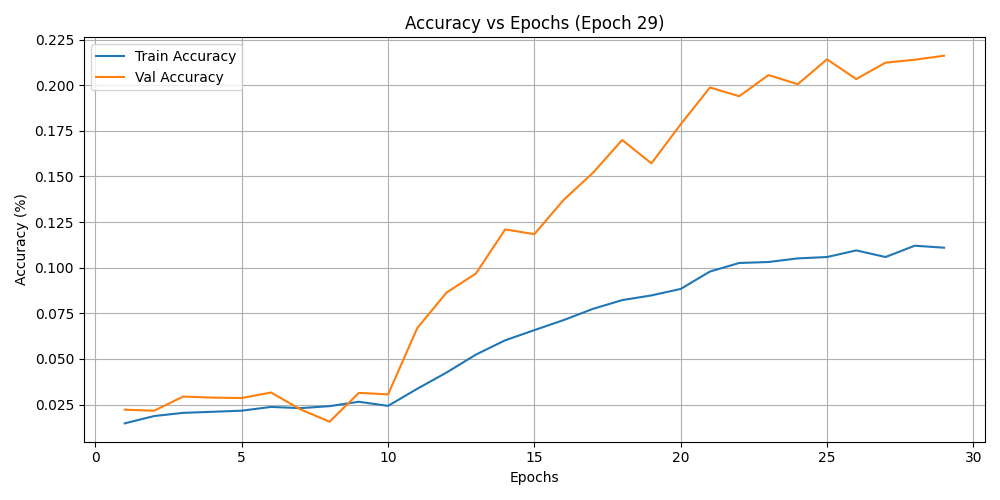 Accuracy vs Epochs (Epoch 29)
Train Accuracy
Val Accuracy
Accuracy (%)
0.225
0.200
0.175
0.150
0.125
0.100
0.075
0.050
0.025
0 5 10 15 20 25 30
Epochs